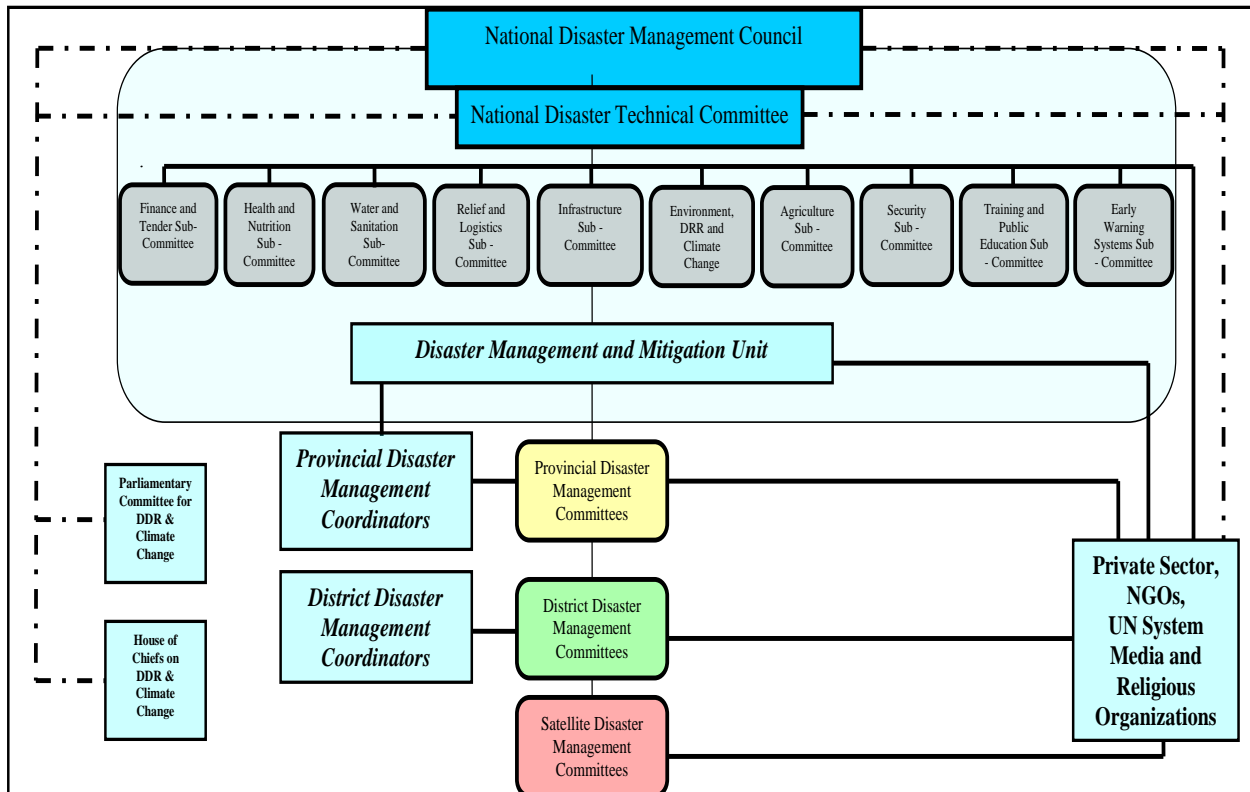 National Disaster Management Council
National Disaster Technical Committee
Finance and
Tender Sub-
Committee
Health and
Nutrition Sub -
Committee
Water and
Sanitation
Sub-
Committee
Relief and
Logistics
Sub -
Committee
Infrastructure
Sub -
Committee
Environment,
DRR and
Climate
Change
Agriculture
Sub -
Committee
Security
Sub -
Committee
Training and
Public
Education Sub
- Committee
Early
Warning
Systems Sub
- Committee
Disaster Management and Mitigation Unit
Provincial Disaster
Management
Coordinators
Provincial Disaster
Management
Committees
Parliamentary
Committee for
DDR &
Climate
Change
District Disaster
Management
Coordinators
District Disaster
Management
Committees
Private Sector,
NGOs,
UN System
Media and
Religious
Organizations
House of
Chiefs on
DDR &
Climate
Change
Satellite Disaster
Management
Committees